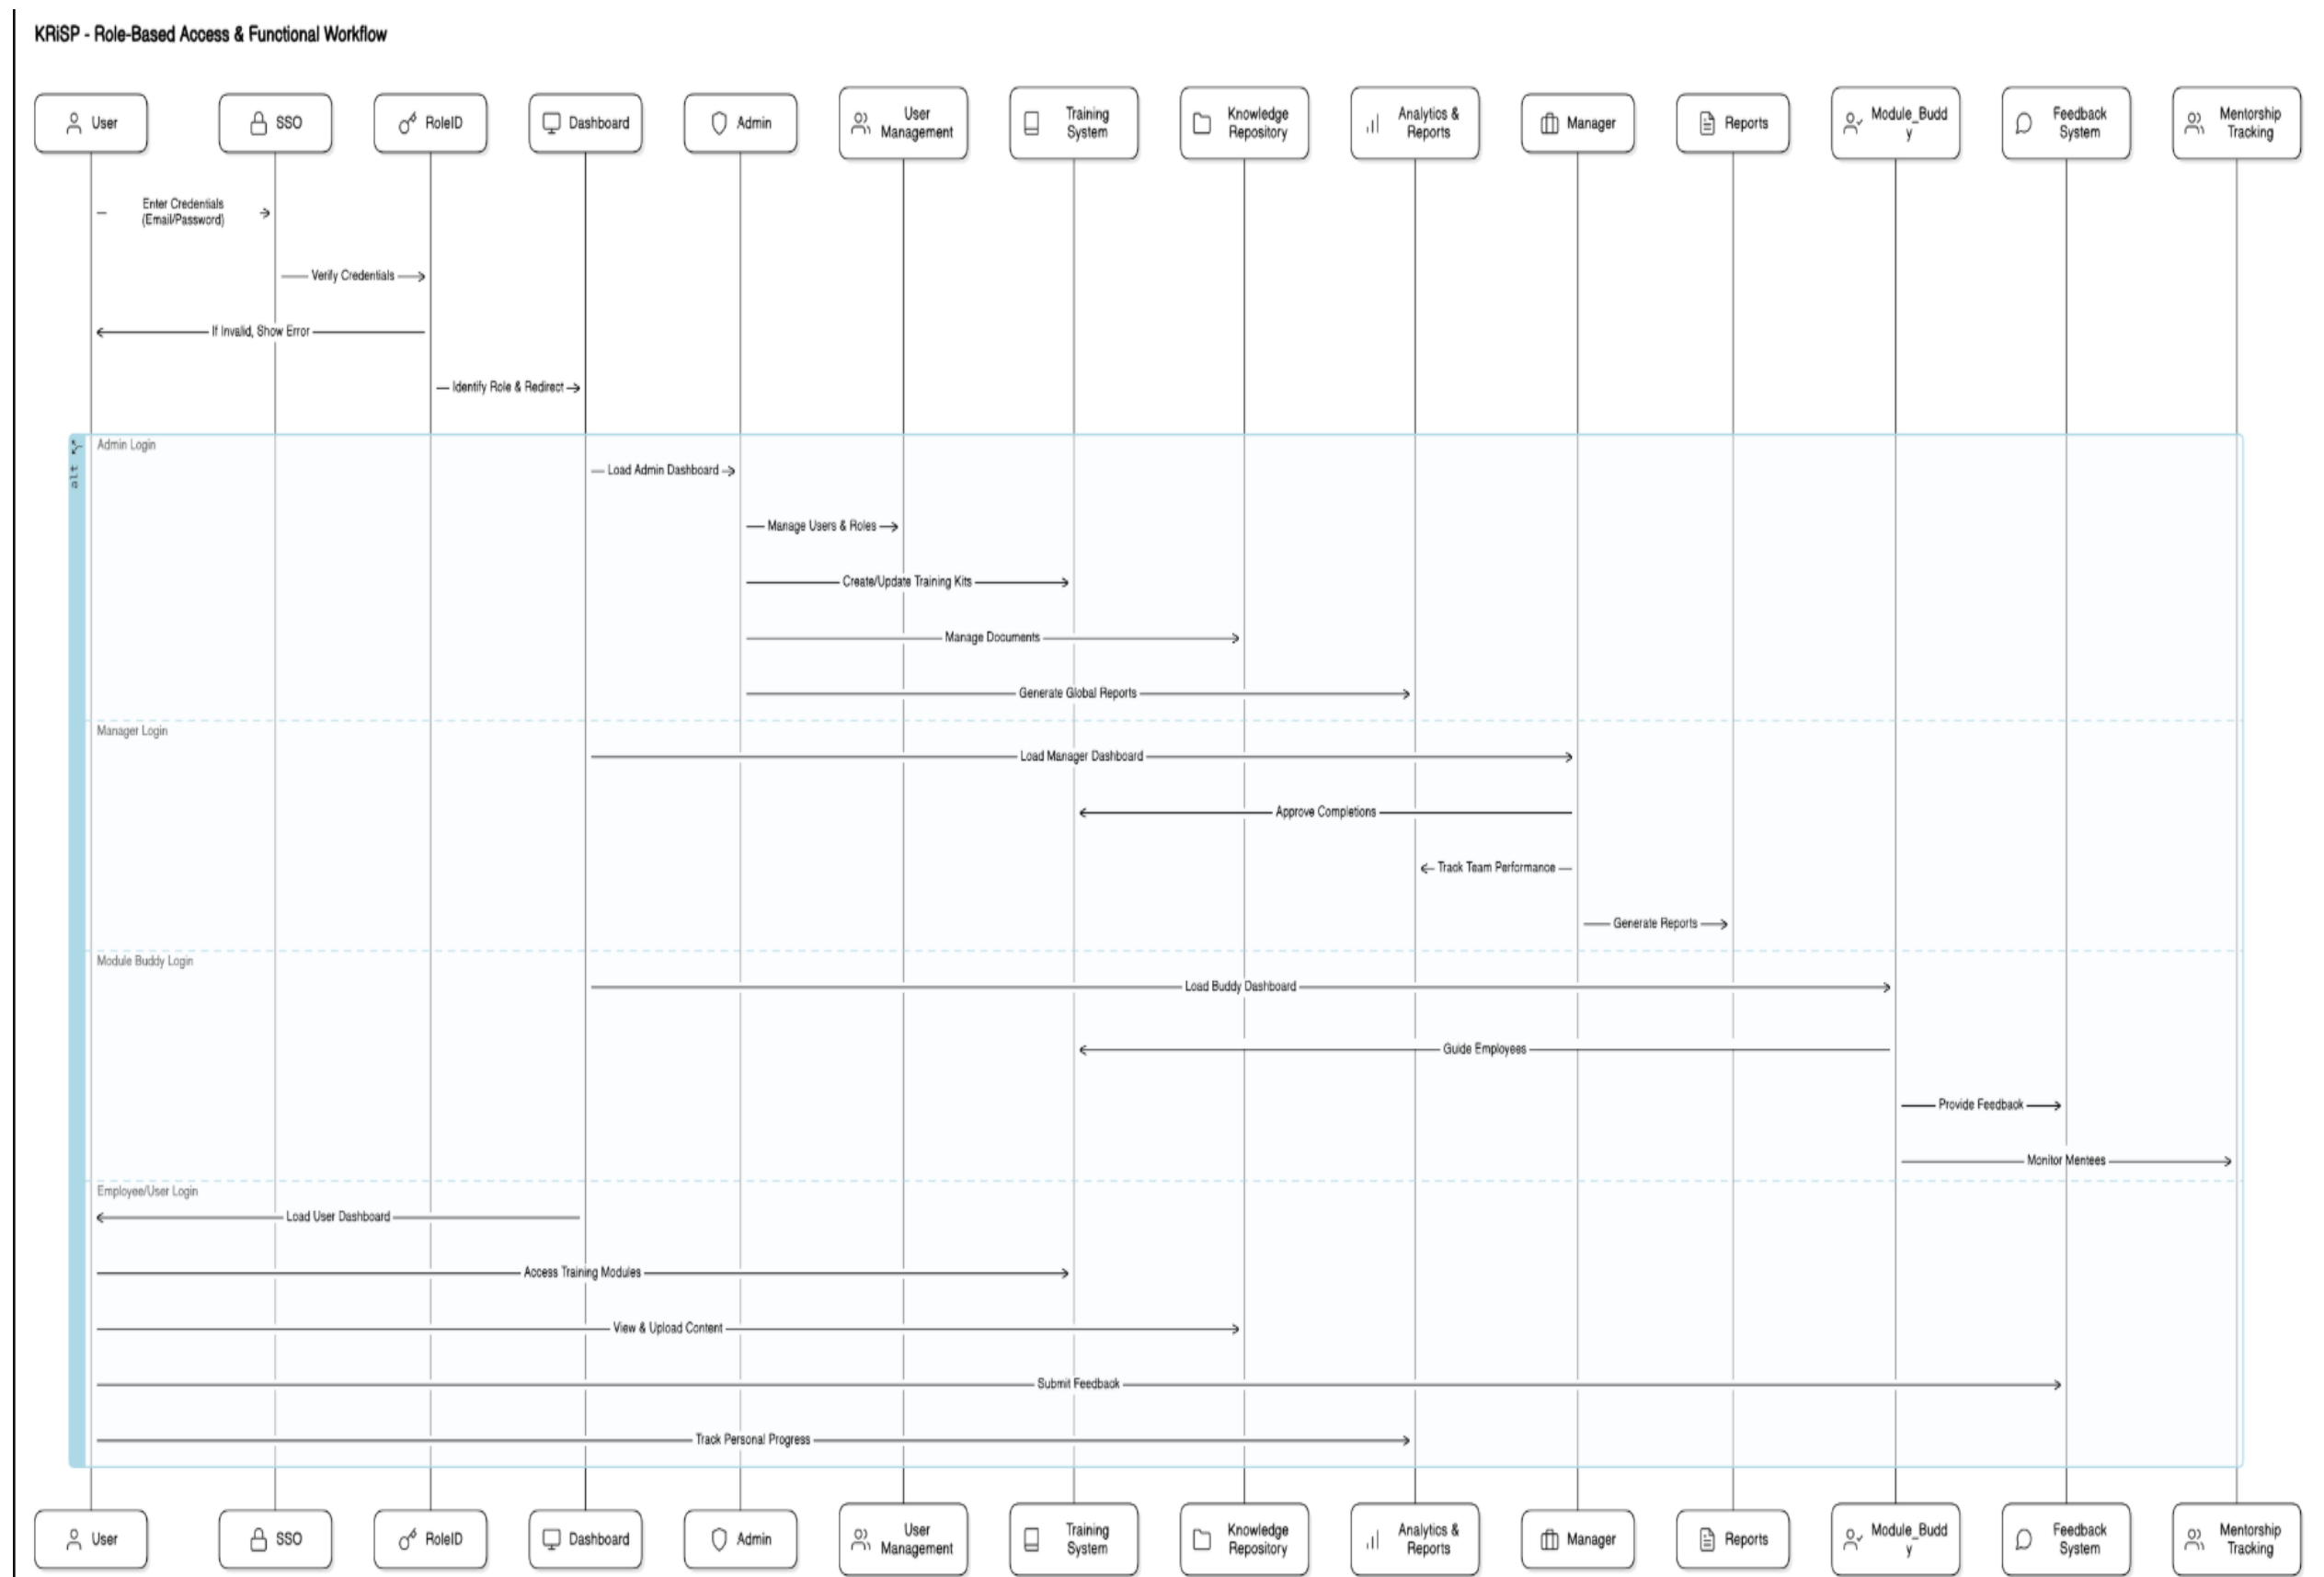 KRiSP - Role-Based Access & Functional Workflow
User
SSO
RoleID
Dashboard
Admin
User
Management
Training
System
Knowledge
Repository
Analytics &
Reports
Manager
Reports
Module_Budd
y
Feedback
System
Mentorship
Tracking
Enter Credentials
(Email/Password)
Verify Credentials
If Invalid, Show Error
Identify Role & Redirect
alt
Admin Login
Load Admin Dashboard
Manage Users & Roles
Create/Update Training Kits
Manage Documents
Generate Global Reports
Manager Login
Load Manager Dashboard
Approve Completions
Track Team Performance
Generate Reports
Module Buddy Login
Load Buddy Dashboard
Guide Employees
Provide Feedback
Monitor Mentees
Employee/User Login
Load User Dashboard
Access Training Modules
View & Upload Content
Submit Feedback
Track Personal Progress
User
SSO
RoleID
Dashboard
Admin
User
Management
Training
System
Knowledge
Repository
Analytics &
Reports
Manager
Reports
Module_Budd
y
Feedback
System
Mentorship
Tracking